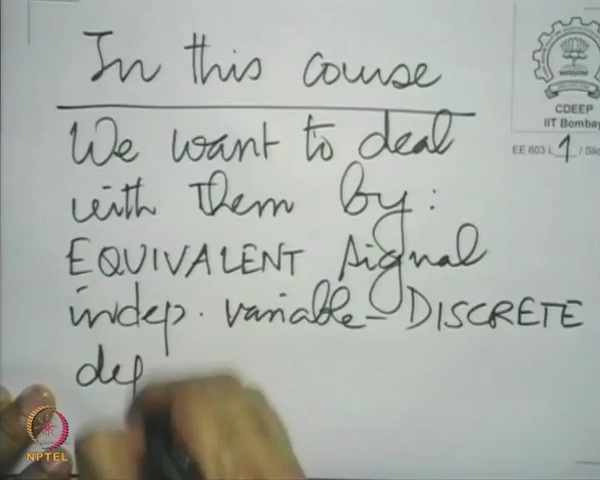 In this course
We want to deal
with them by:
EQUIVALENT signal
indep. variable - DISCRETE
dep
CDEEP
IIT Bombay
EE 603 L 1 / Slid
NPTEL